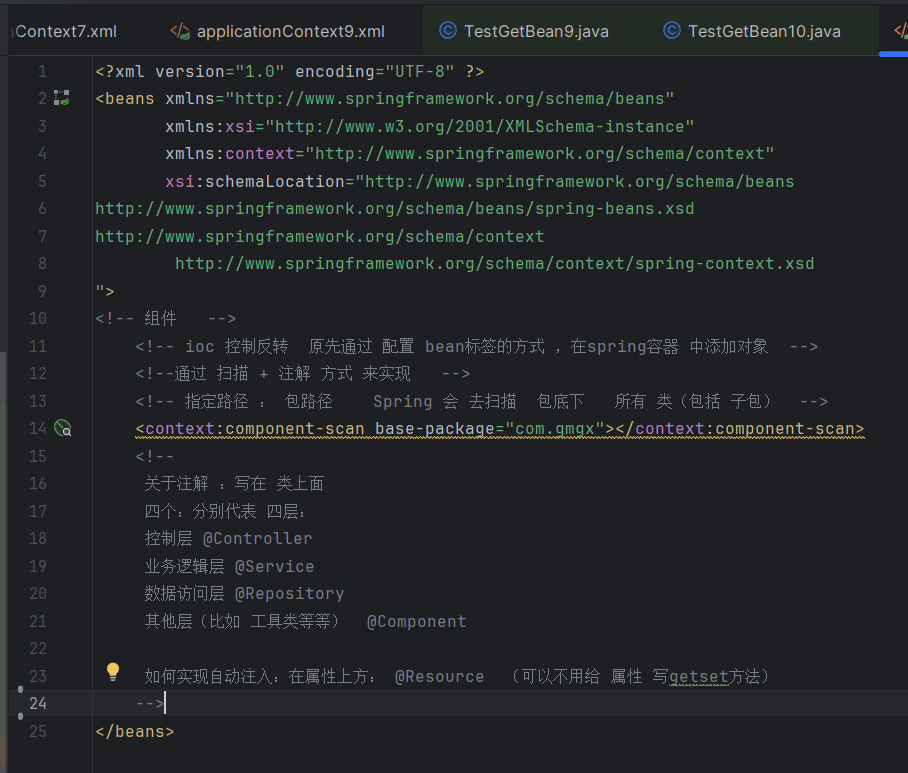 Context7.xml applicationContext9.xml TestGetBean9.java TestGetBean10.java
1 <?xml version="1.0" encoding="UTF-8" ?>
2 <beans xmlns="http://www.springframework.org/schema/beans"
3 xmlns:xsi="http://www.w3.org/2001/XMLSchema-instance"
4 xmlns:context="http://www.springframework.org/schema/context"
5 xsi:schemaLocation="http://www.springframework.org/schema/beans
6 http://www.springframework.org/schema/beans/spring-beans.xsd
7 http://www.springframework.org/schema/context
8 http://www.springframework.org/schema/context/spring-context.xsd
9 ">
10 <!-- 组件 -->
11 <!-- ioc 控制反转 原先通过 配置 bean标签的方式 ，在spring容器 中添加对象 -->
12 <!--通过 扫描 + 注解 方式 来实现 -->
13 <!-- 指定路径 ： 包路径 Spring 会 去扫描 包底下 所有 类（包括 子包） -->
14 <context:component-scan base-package="com.qmqx"></context:component-scan>
15 <!--
16 关于注解 ：写在 类上面
17 四个：分别代表 四层：
18 控制层 @Controller
19 业务逻辑层 @Service
20 数据访问层 @Repository
21 其他层（比如 工具类等等） @Component
22
23 如何实现自动注入：在属性上方： @Resource （可以不用给 属性 写getset方法）
24 -->
25 </beans>